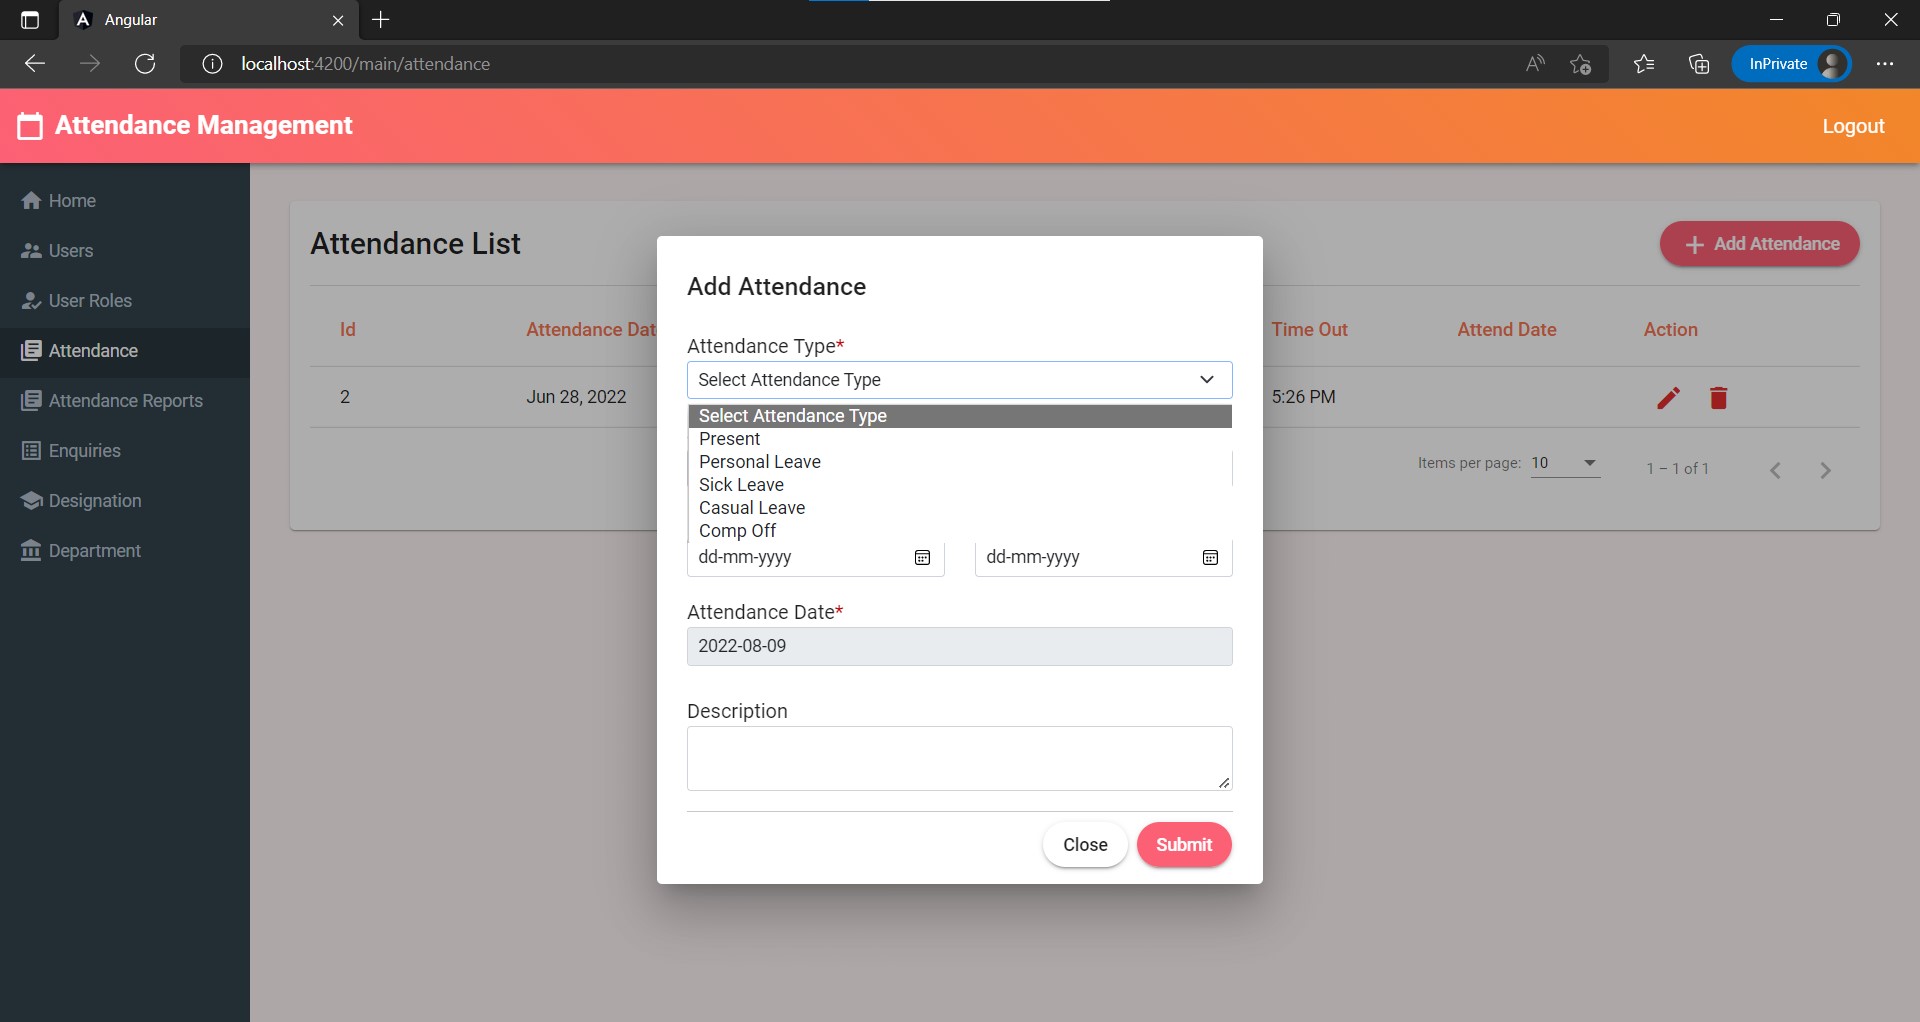 Angular
localhost:4200/main/attendance
InPrivate
Attendance Management
Logout
Home
Users
User Roles
Attendance
Attendance Reports
Enquiries
Designation
Department
Attendance List
Add Attendance
Id
Attendance Dat
Time Out
Attend Date
Action
2
Jun 28, 2022
5:26 PM
Items per page: 10
1 – 1 of 1
Add Attendance
Attendance Type*
Select Attendance Type
Select Attendance Type
Present
Personal Leave
Sick Leave
Casual Leave
Comp Off
dd-mm-yyyy
dd-mm-yyyy
Attendance Date*
2022-08-09
Description
Close
Submit